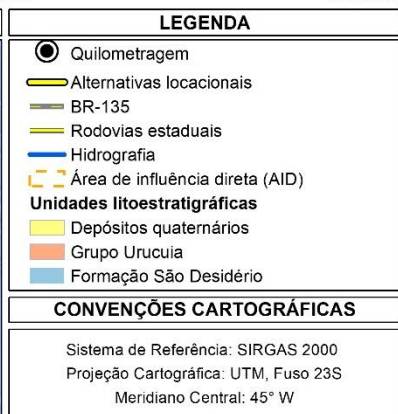 LEGENDA
Quilometragem
Alternativas locacionais
BR-135
Rodovias estaduais
Hidrografia
Área de influência direta (AID)
Unidades litoestratigráficas
Depósitos quaternários
Grupo Urucuia
Formação São Desidério
CONVENÇÕES CARTOGRÁFICAS
Sistema de Referência: SIRGAS 2000
Projeção Cartográfica: UTM, Fuso 23S
Meridiano Central: 45° W